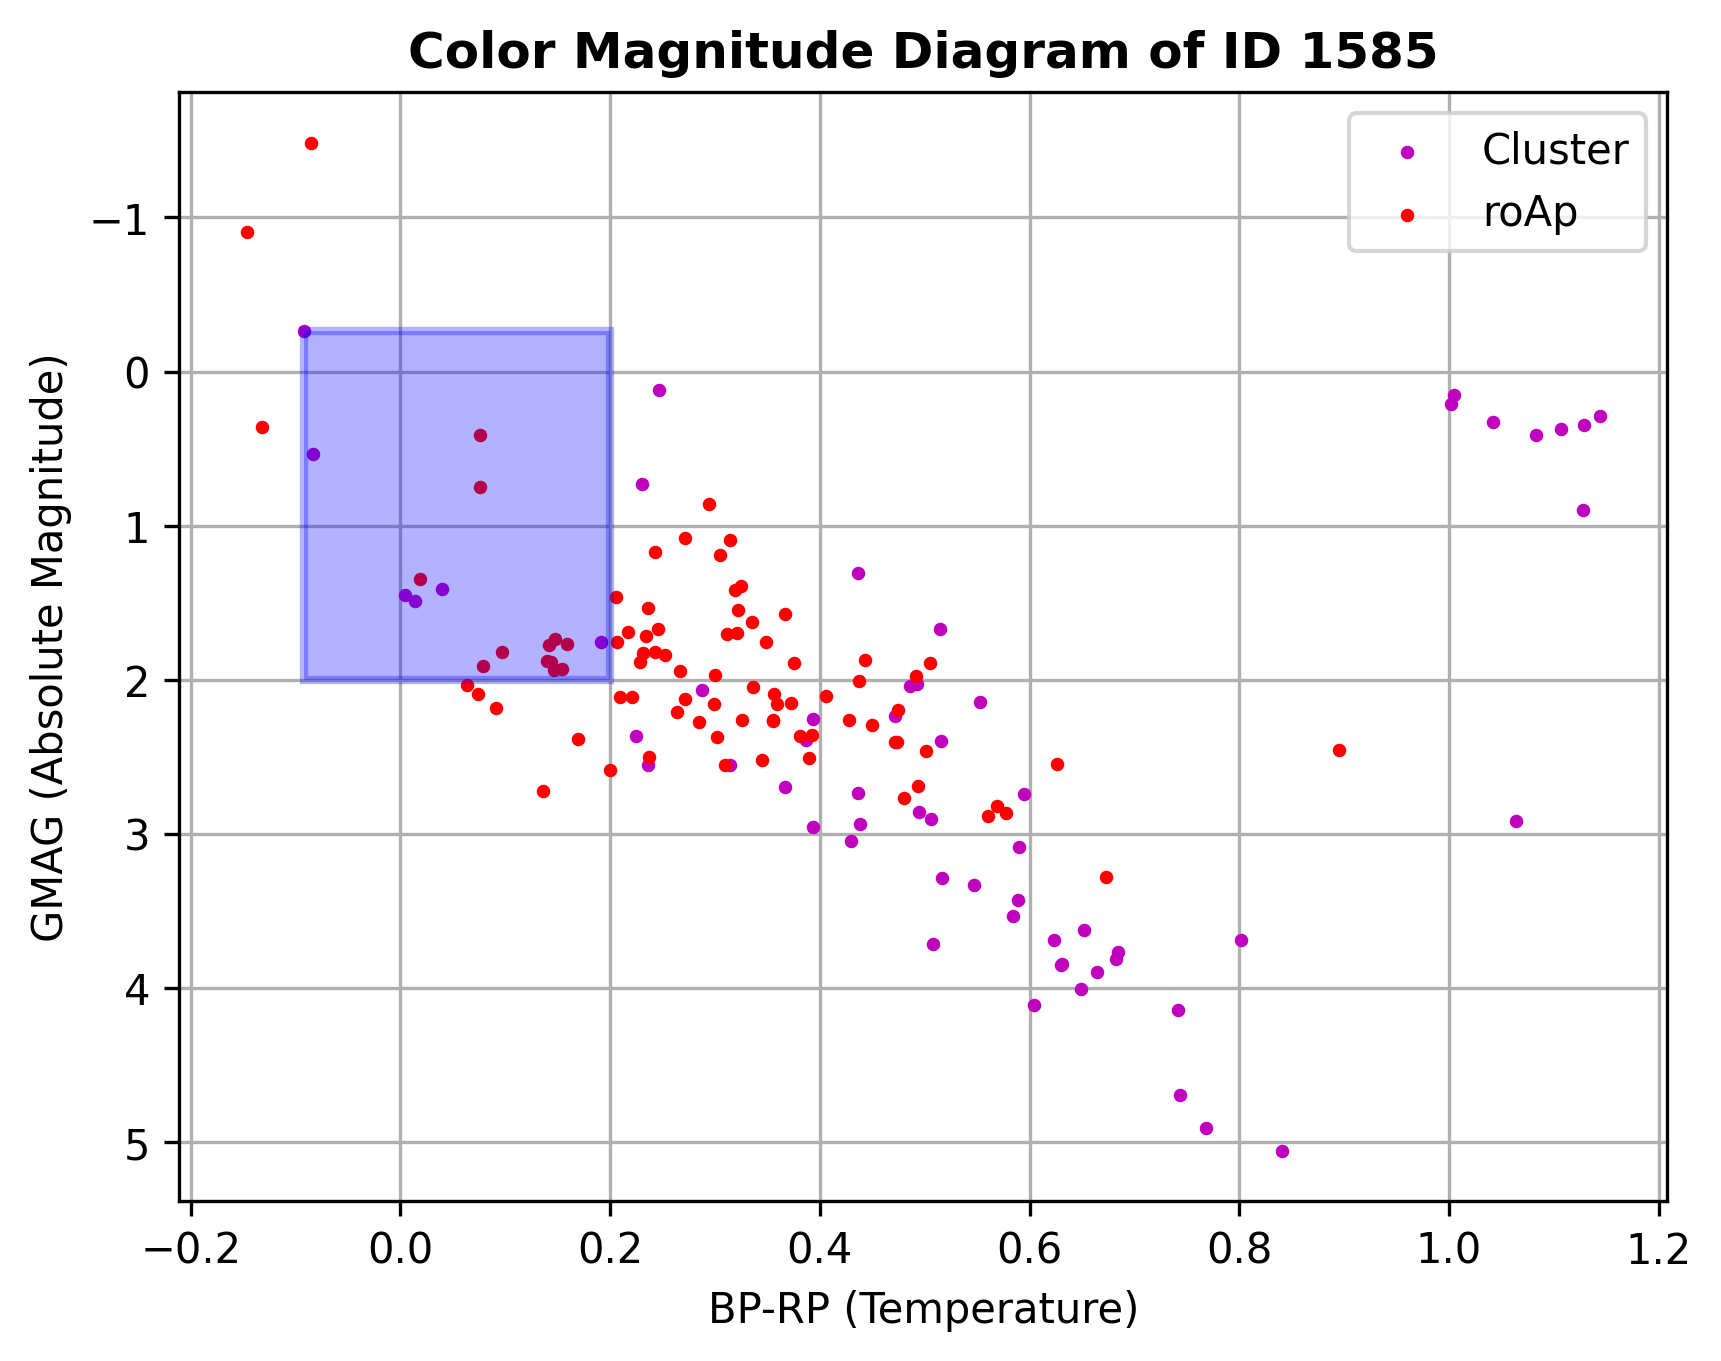 Color Magnitude Diagram of ID 1585
Cluster
roAp
−1
0
1
2
3
4
5
GMAG (Absolute Magnitude)
−0.2 0.0 0.2 0.4 0.6 0.8 1.0 1.2
BP-RP (Temperature)